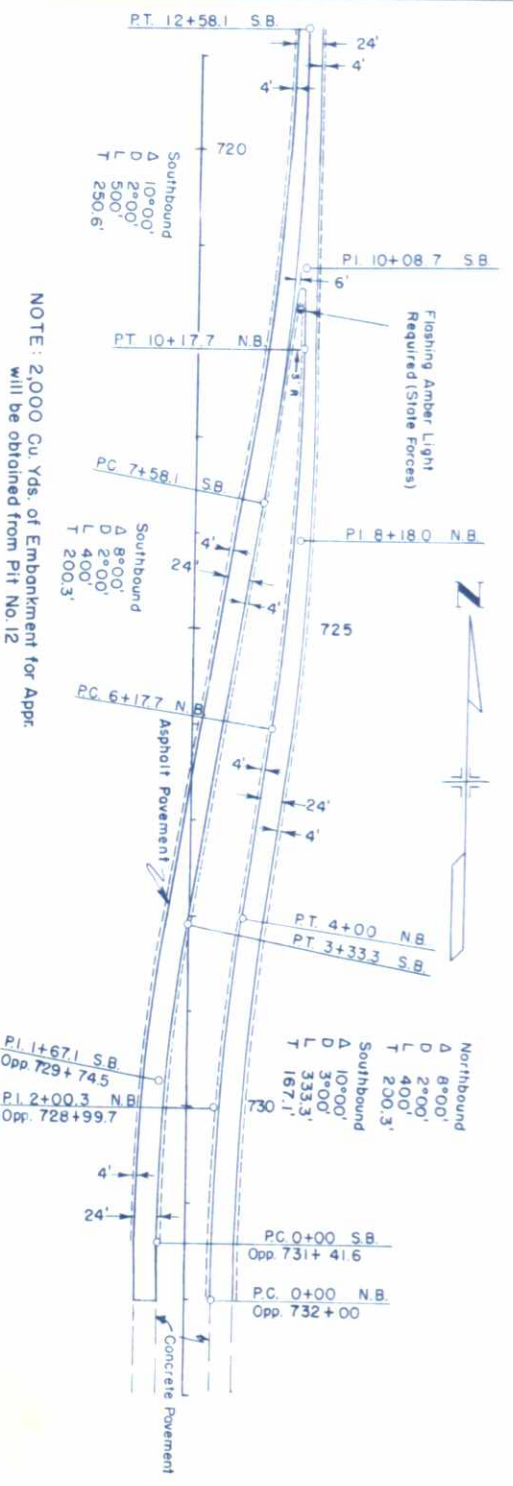 P.T. 12+58.1 S.B.
24'
4'
4'
720
Southbound
Δ 10°00'
D 2°00'
L 500'
T 250.6'
P.I. 10+08.7 S.B.
6'
Flashing Amber Light
Required (State Forces)
P.T. 10+17.7 N.B.
3' R
P.C. 7+58.1 S.B.
P.I. 8+18.0 N.B.
Southbound
Δ 8°00'
D 2°00'
L 400'
T 200.3'
4'
24'
4'
725
N
NOTE: 2,000 Cu. Yds. of Embankment for Appr.
will be obtained from Pit No. 12
P.C. 6+17.7 N.B.
Asphalt Pavement
4'
24'
4'
P.T. 4+00 N.B.
P.T. 3+33.3 S.B.
Northbound
Δ 8°00'
D 2°00'
L 400'
T 200.3'
Southbound
Δ 10°00'
D 3°00'
L 333.3'
T 167.1'
P.I. 1+67.1 S.B.
Opp. 729+74.5
P.I. 2+00.3 N.B.
Opp. 728+99.7
730
4'
24'
P.C. 0+00 S.B.
Opp. 731+41.6
P.C. 0+00 N.B.
Opp. 732+00
Concrete Pavement